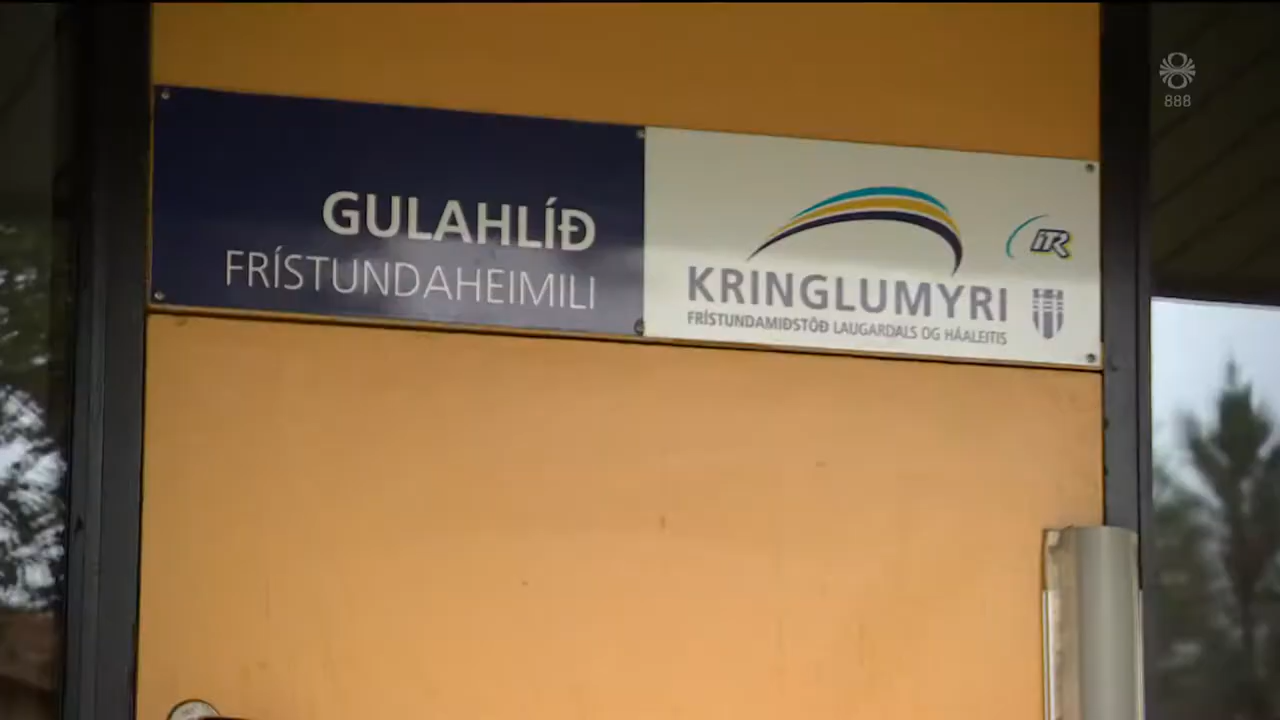 888
GULAHLÍÐ
FRÍSTUNDAHEIMILI
ÍTR
KRINGLUMYRI
FRÍSTUNDAMIÐSTÖÐ LAUGARDALS OG HÁALEITIS